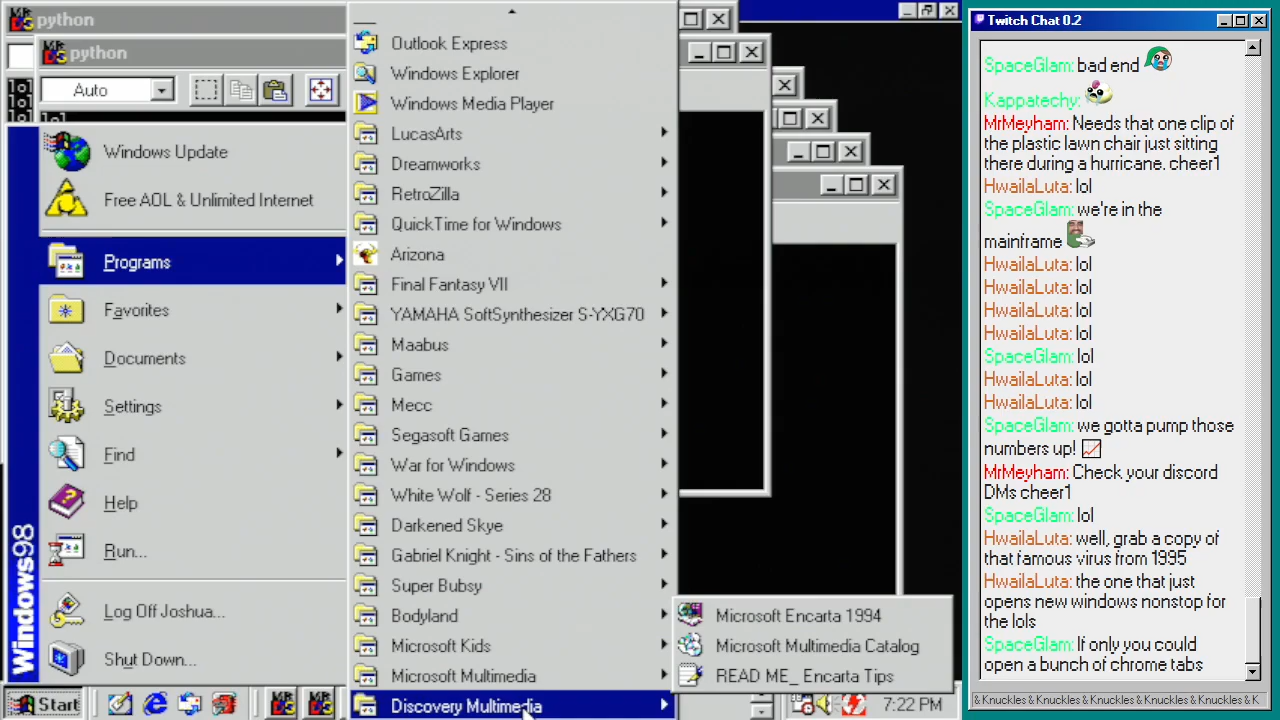 python
python
Auto
lol
lol
lol
lol
Windows Update
Free AOL & Unlimited Internet
Programs
Favorites
Documents
Settings
Find
Help
Run...
Log Off Joshua...
Shut Down...
Windows98
Outlook Express
Windows Explorer
Windows Media Player
LucasArts
Dreamworks
RetroZilla
QuickTime for Windows
Arizona
Final Fantasy VII
YAMAHA SoftSynthesizer S-YXG70
Maabus
Games
Mecc
Segasoft Games
War for Windows
White Wolf - Series 28
Darkened Skye
Gabriel Knight - Sins of the Fathers
Super Bubsy
Bodyland
Microsoft Kids
Microsoft Multimedia
Discovery Multimedia
Microsoft Encarta 1994
Microsoft Multimedia Catalog
READ ME_ Encarta Tips
Start
7:22 PM
Twitch Chat 0.2
SpaceGlam: bad end
Kappatechy:
MrMeyham: Needs that one clip of
the plastic lawn chair just sitting
there during a hurricane. cheer1
HwailaLuta: lol
SpaceGlam: we're in the
mainframe
HwailaLuta: lol
HwailaLuta: lol
HwailaLuta: lol
HwailaLuta: lol
SpaceGlam: lol
HwailaLuta: lol
HwailaLuta: lol
SpaceGlam: we gotta pump those
numbers up!
MrMeyham: Check your discord
DMs cheer1
SpaceGlam: lol
HwailaLuta: well, grab a copy of
that famous virus from 1995
HwailaLuta: the one that just
opens new windows nonstop for
the lols
SpaceGlam: If only you could
open a bunch of chrome tabs
& Knuckles & Knuckles & Knuckles & Knuckles & Knuckles & K